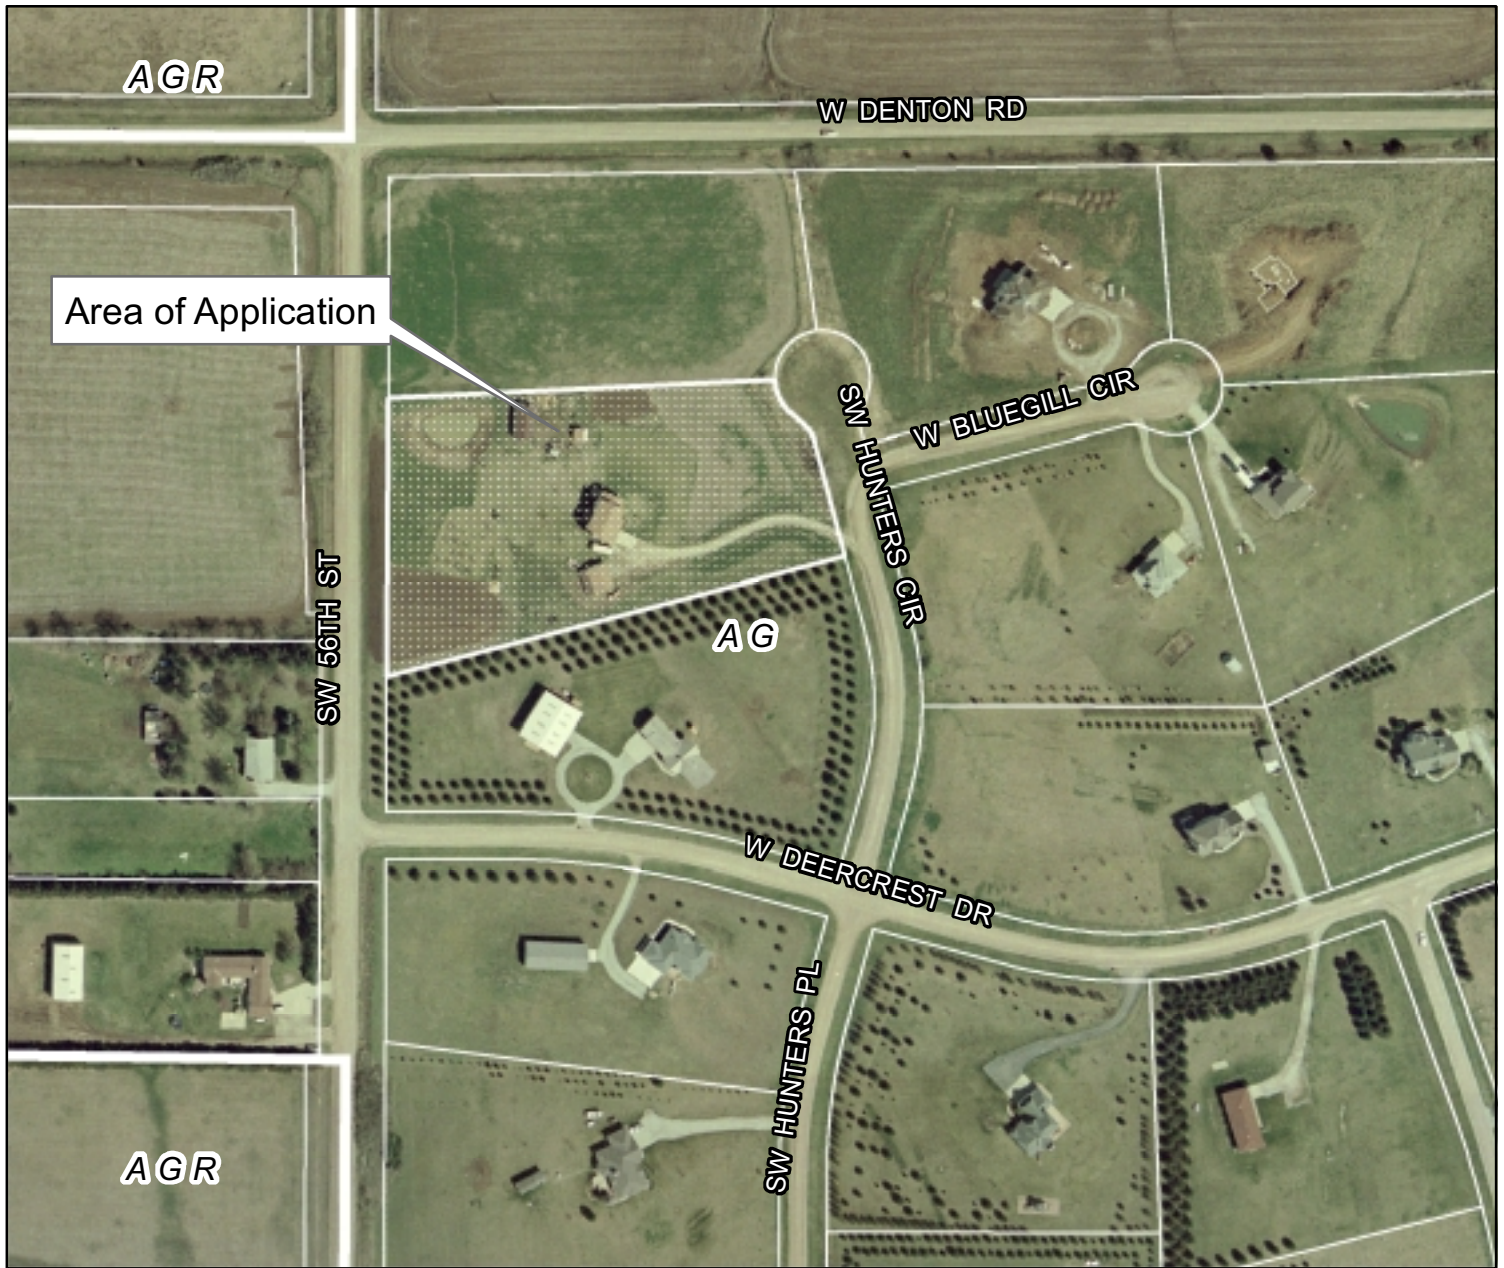 AGR
W DENTON RD
Area of Application
SW HUNTERS CIR
W BLUEGILL CIR
SW 56TH ST
AG
W DEERCREST DR
SW HUNTERS PL
AGR